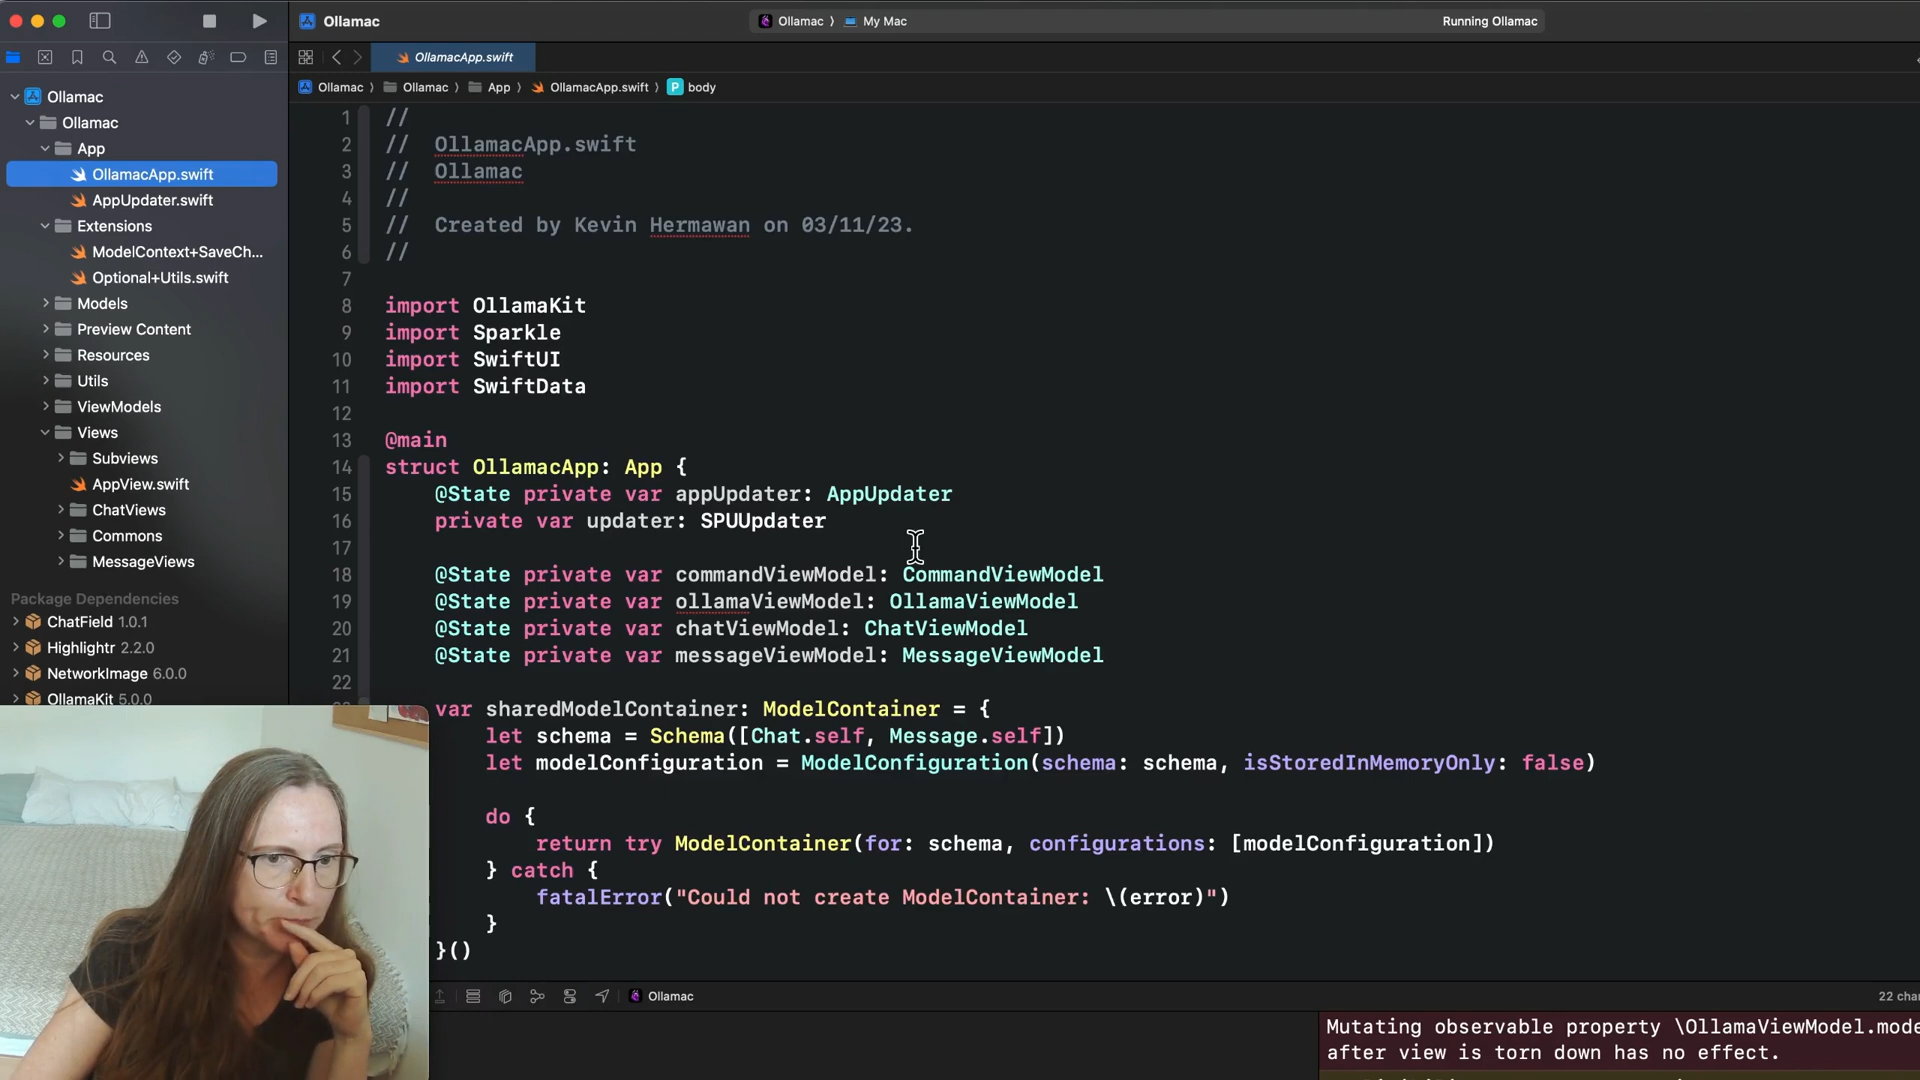 Ollamac
Ollamac
My Mac
Running Ollamac
OllamacApp.swift
Ollamac
Ollamac
App
OllamacApp.swift
P
body
Ollamac
Ollamac
App
OllamacApp.swift
AppUpdater.swift
Extensions
ModelContext+SaveCh...
Optional+Utils.swift
Models
Preview Content
Resources
Utils
ViewModels
Views
Subviews
AppView.swift
ChatViews
Commons
MessageViews
Package Dependencies
ChatField 1.0.1
Highlightr 2.2.0
NetworkImage 6.0.0
OllamaKit 5.0.0
1 //
2 // OllamacApp.swift
3 // Ollamac
4 //
5 // Created by Kevin Hermawan on 03/11/23.
6 //
7
8 import OllamaKit
9 import Sparkle
10 import SwiftUI
11 import SwiftData
12
13 @main
14 struct OllamacApp: App {
15 @State private var appUpdater: AppUpdater
16 private var updater: SPUUpdater
17
18 @State private var commandViewModel: CommandViewModel
19 @State private var ollamaViewModel: OllamaViewModel
20 @State private var chatViewModel: ChatViewModel
21 @State private var messageViewModel: MessageViewModel
22
var sharedModelContainer: ModelContainer = {
let schema = Schema([Chat.self, Message.self])
let modelConfiguration = ModelConfiguration(schema: schema, isStoredInMemoryOnly: false)
do {
return try ModelContainer(for: schema, configurations: [modelConfiguration])
} catch {
fatalError("Could not create ModelContainer: \(error)")
}
}()
Ollamac
22 char
Mutating observable property \OllamaViewModel.mode
after view is torn down has no effect.